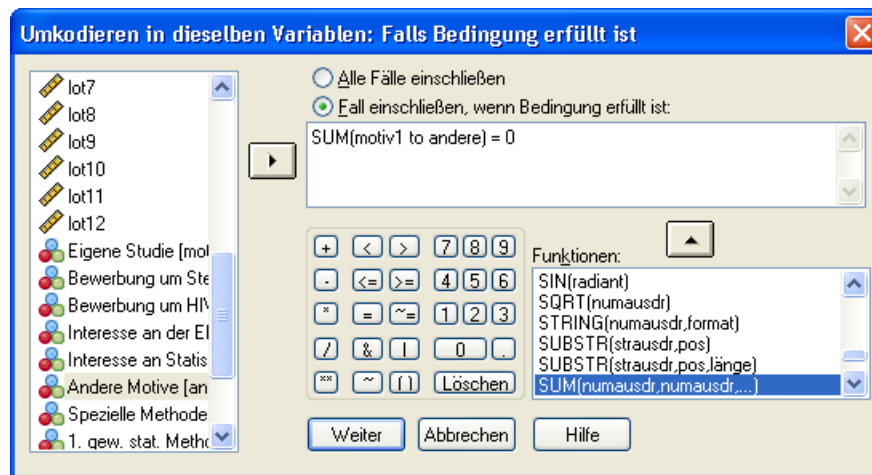 Umkodieren in dieselben Variablen: Falls Bedingung erfüllt ist
lot7
lot8
lot9
lot10
lot11
lot12
Eigene Studie [mot
Bewerbung um Ste
Bewerbung um HIV
Interesse an der EI
Interesse an Statis
Andere Motive [an
Spezielle Methode
1. gew. stat. Metho
Alle Fälle einschließen
Fall einschließen, wenn Bedingung erfüllt ist:
SUM(motiv1 to andere) = 0
+ < > 7 8 9
- <= >= 4 5 6
* = ~= 1 2 3
/ & | 0 .
** ~ () Löschen
Funktionen:
SIN(radiant)
SQRT(numausdr)
STRING(numausdr,format)
SUBSTR(strausdr,pos)
SUBSTR(strausdr,pos,länge)
SUM(numausdr,numausdr,...)
Weiter
Abbrechen
Hilfe